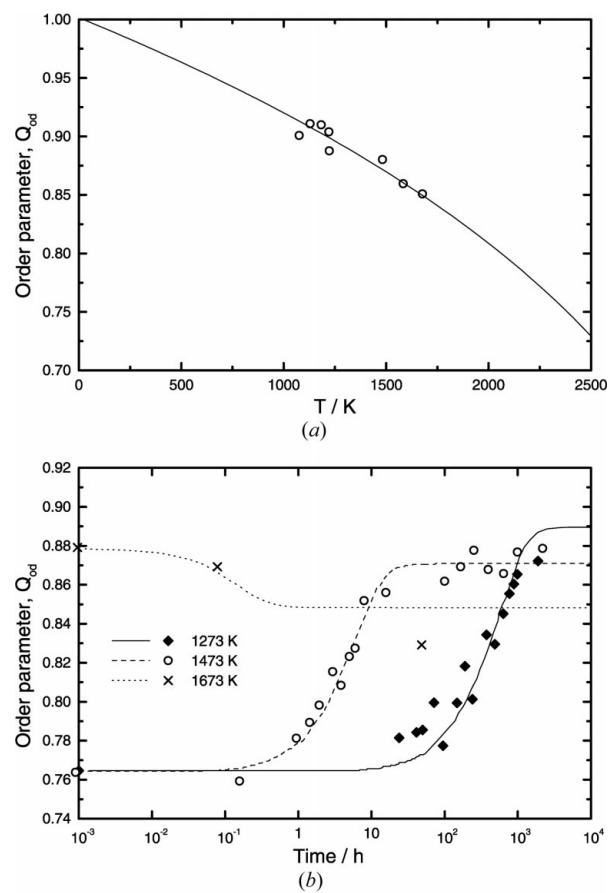 1.00
0.95
0.90
0.85
0.80
0.75
0.70
Order parameter, Q_od
0 500 1000 1500 2000 2500
T / K
(a)
0.92
0.90
0.88
0.86
0.84
0.82
0.80
0.78
0.76
0.74
Order parameter, Q_od
1273 K
1473 K
1673 K
10^-3 10^-2 10^-1 1 10 10^2 10^3 10^4
Time / h
(b)